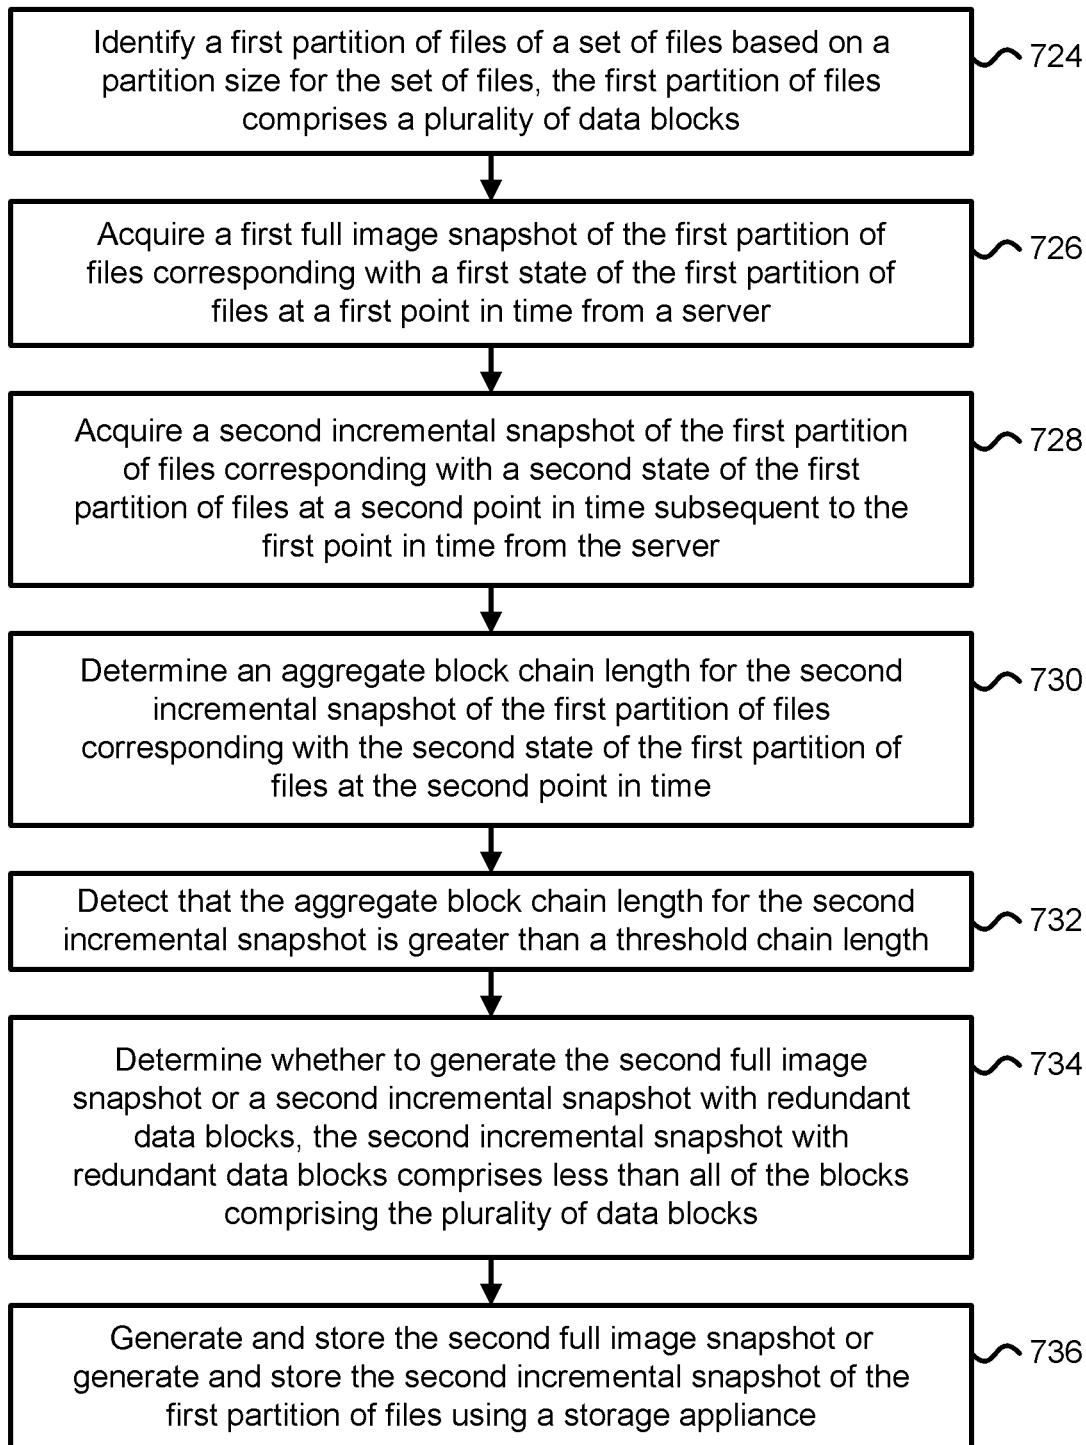 Identify a first partition of files of a set of files based on a
partition size for the set of files, the first partition of files
comprises a plurality of data blocks
724
Acquire a first full image snapshot of the first partition of
files corresponding with a first state of the first partition of
files at a first point in time from a server
726
Acquire a second incremental snapshot of the first partition
of files corresponding with a second state of the first
partition of files at a second point in time subsequent to the
first point in time from the server
728
Determine an aggregate block chain length for the second
incremental snapshot of the first partition of files
corresponding with the second state of the first partition of
files at the second point in time
730
Detect that the aggregate block chain length for the second
incremental snapshot is greater than a threshold chain length
732
Determine whether to generate the second full image
snapshot or a second incremental snapshot with redundant
data blocks, the second incremental snapshot with
redundant data blocks comprises less than all of the blocks
comprising the plurality of data blocks
734
Generate and store the second full image snapshot or
generate and store the second incremental snapshot of the
first partition of files using a storage appliance
736